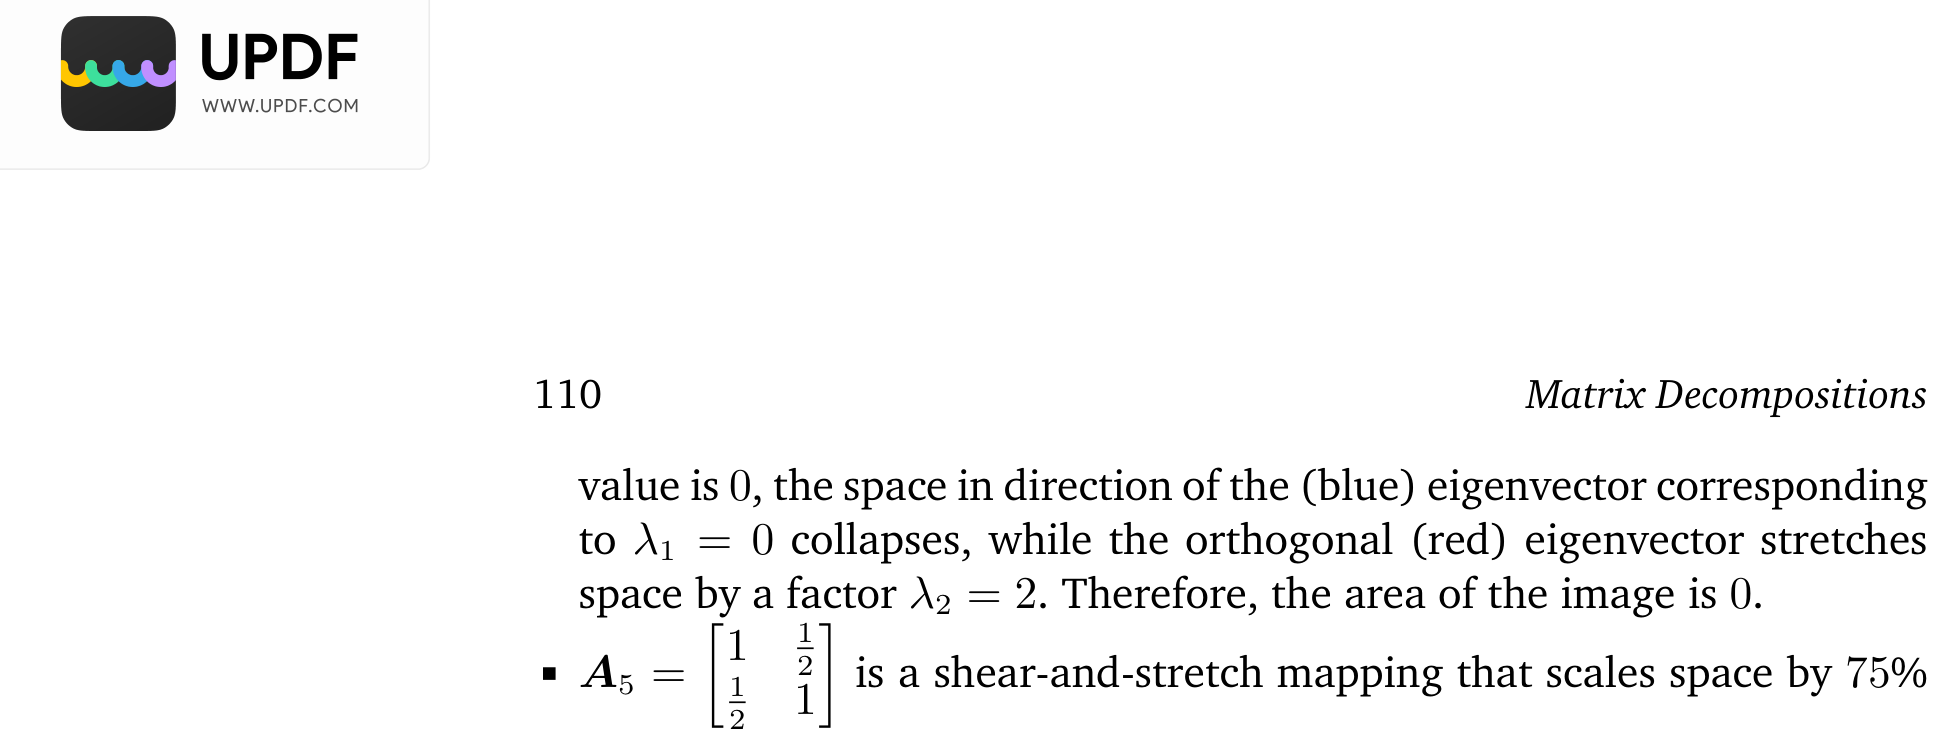 UPDF
WWW.UPDF.COM
110 Matrix Decompositions
value is 0, the space in direction of the (blue) eigenvector corresponding
to λ₁ = 0 collapses, while the orthogonal (red) eigenvector stretches
space by a factor λ₂ = 2. Therefore, the area of the image is 0.
▪ A₅ = [1 1/2; 1/2 1] is a shear-and-stretch mapping that scales space by 75%